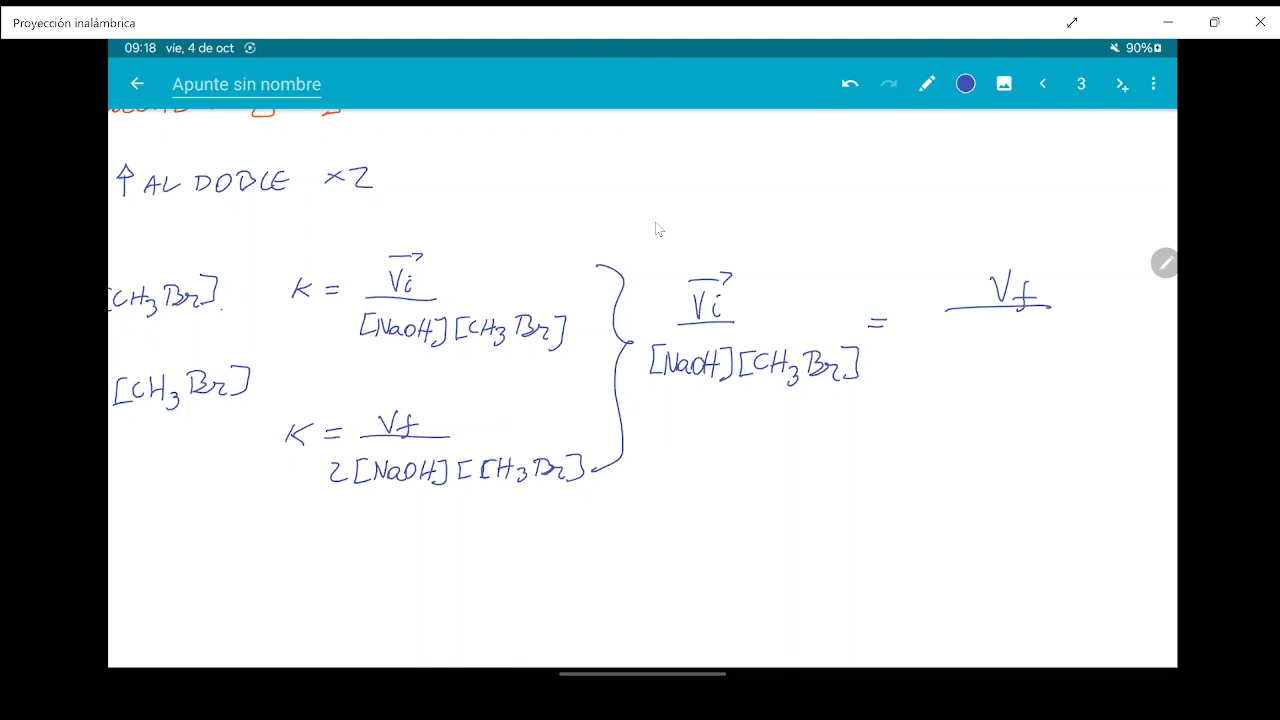 Proyección inalámbrica
09:18 vie, 4 de oct
90%
Apunte sin nombre
3
↑ AL DOBLE ×2
[CH₃Br].
K = Vi
[NaOH][CH₃Br]
Vi
[NaOH][CH₃Br]
=
Vf
[CH₃Br]
K = Vf
2[NaOH][CH₃Br]